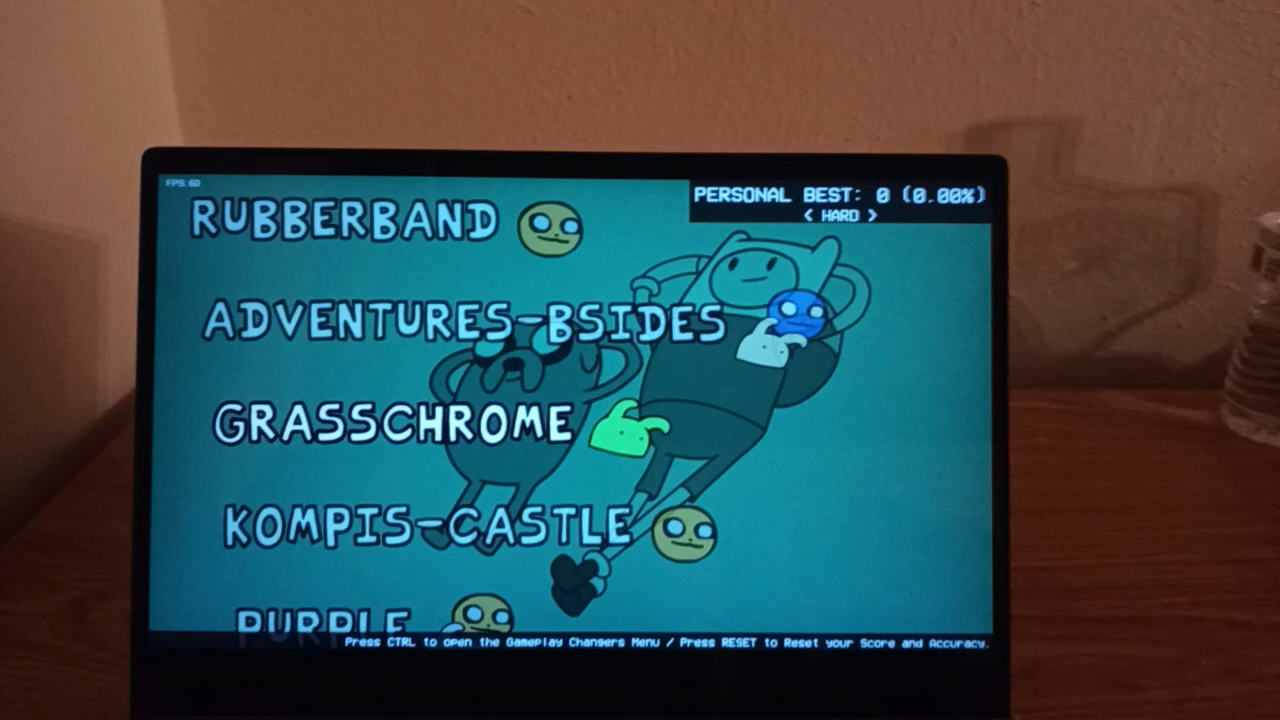 FPS: 60
PERSONAL BEST: 0 (0.00%)
< HARD >
RUBBERBAND
ADVENTURES-BSIDES
GRASSCHROME
KOMPIS-CASTLE
PURPLE
Press CTRL to open the Gameplay Changers Menu / Press RESET to Reset your Score and Accuracy.